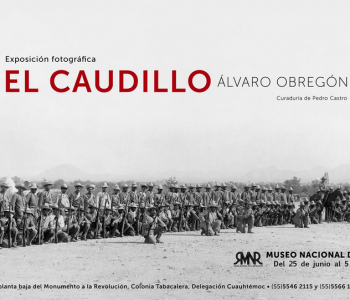 Exposición fotográfica
EL CAUDILLO ÁLVARO OBREGÓN
Curaduría de Pedro Castro
MNR MUSEO NACIONAL D
Del 25 de junio al 5
planta baja del Monumento a la Revolución, Colonia Tabacalera, Delegación Cuauhtémoc • (55)5546 2115 y (55)5566 1